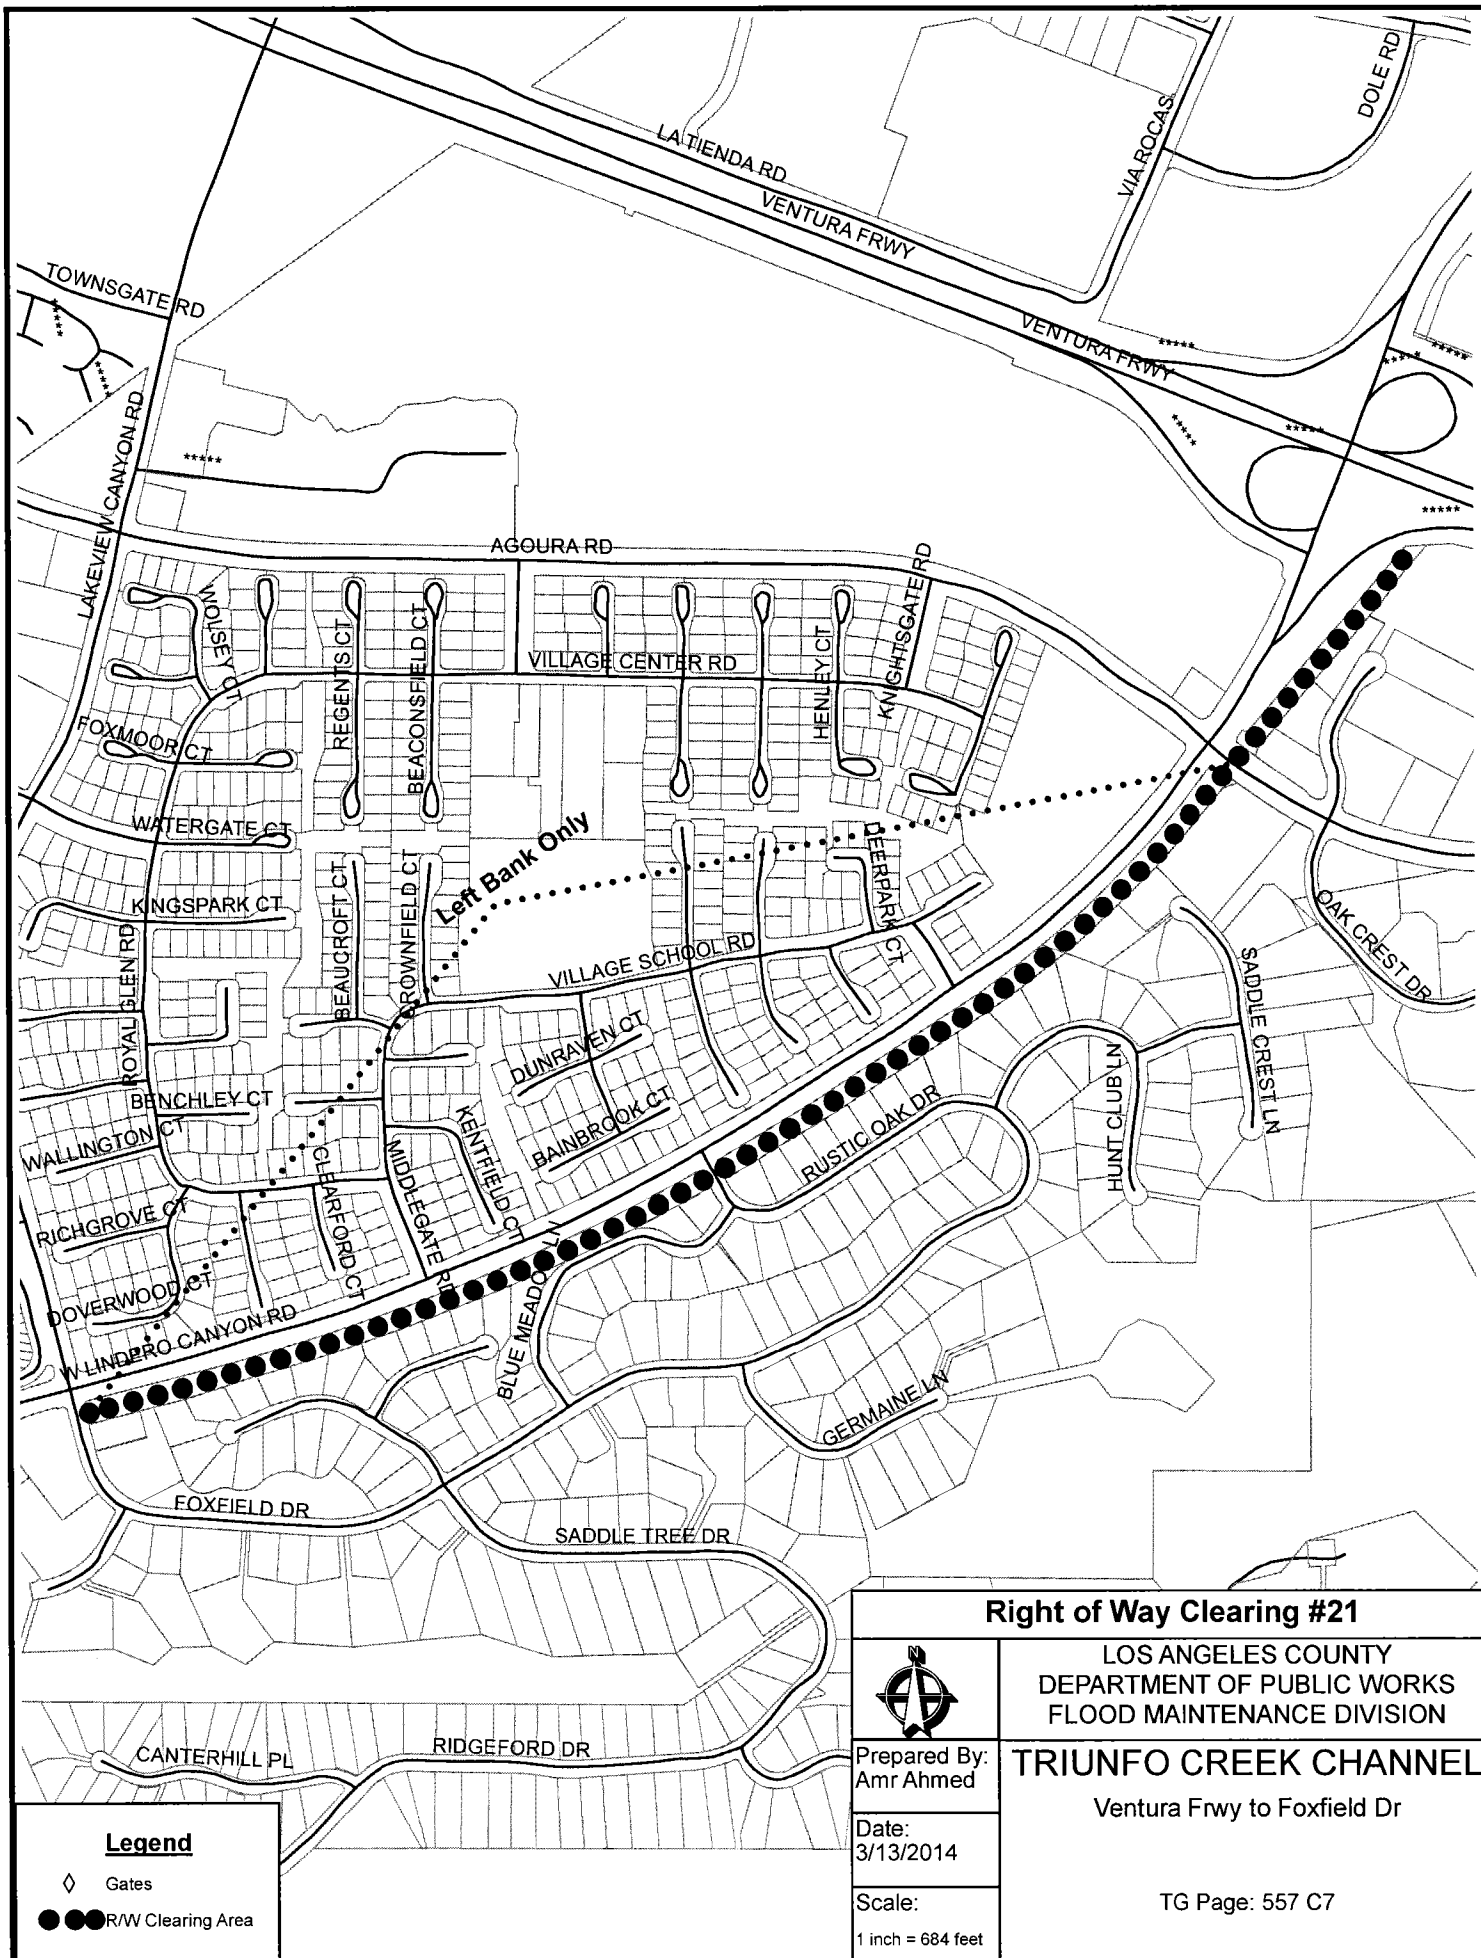 DOLE RD
LA TIENDA RD
VIA ROCAS
VENTURA FRWY
TOWNSGATE RD
VENTURA FRWY
*****
*****
*****
*****
*****
*****
*****
*****
*****
*****
LAKEVIEW CANYON RD
AGOURA RD
WOLSEY CT
REGENTS CT
BEACONSFIELD CT
VILLAGE CENTER RD
HENLEY CT
KNIGHTSGATE RD
FOXMOOR CT
WATERGATE CT
Left Bank Only
DEERPARK CT
KINGSPARK CT
BEAUCROFT CT
CROWNFIELD CT
VILLAGE SCHOOL RD
OAK CREST DR
SADDLE CREST LN
ROYAL GLEN RD
DUNRAVEN CT
HUNT CLUB LN
BENCHLEY CT
KENTFIELD CT
BAINBROOK CT
RUSTIC OAK DR
WALLINGTON CT
CLEARFORD CT
MIDDLEGATE RD
RICHGROVE CT
DOVERWOOD CT
W LINDERO CANYON RD
BLUE MEADOW LN
GERMAINE LN
FOXFIELD DR
SADDLE TREE DR
CANTERHILL PL
RIDGEFORD DR
Legend
Gates
R/W Clearing Area
Right of Way Clearing #21
N
LOS ANGELES COUNTY
DEPARTMENT OF PUBLIC WORKS
FLOOD MAINTENANCE DIVISION
Prepared By:
Amr Ahmed
TRIUNFO CREEK CHANNEL
Ventura Frwy to Foxfield Dr
Date:
3/13/2014
Scale:
1 inch = 684 feet
TG Page: 557 C7